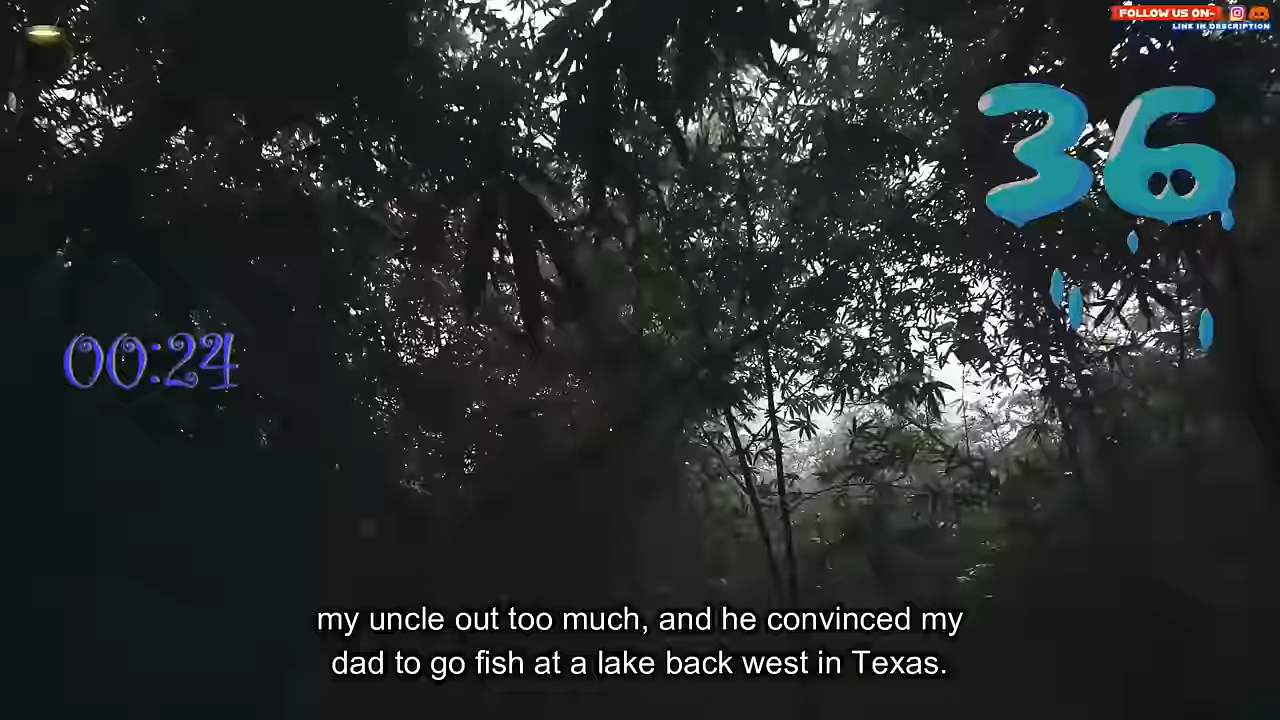 FOLLOW US ON-
LINK IN DESCRIPTION
36
00:24
my uncle out too much, and he convinced my
dad to go fish at a lake back west in Texas.